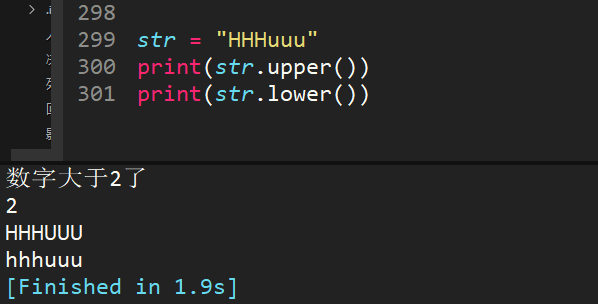 298
299 str = "HHHuuu"
300 print(str.upper())
301 print(str.lower())
数字大于2了
2
HHHUUU
hhhuuu
[Finished in 1.9s]